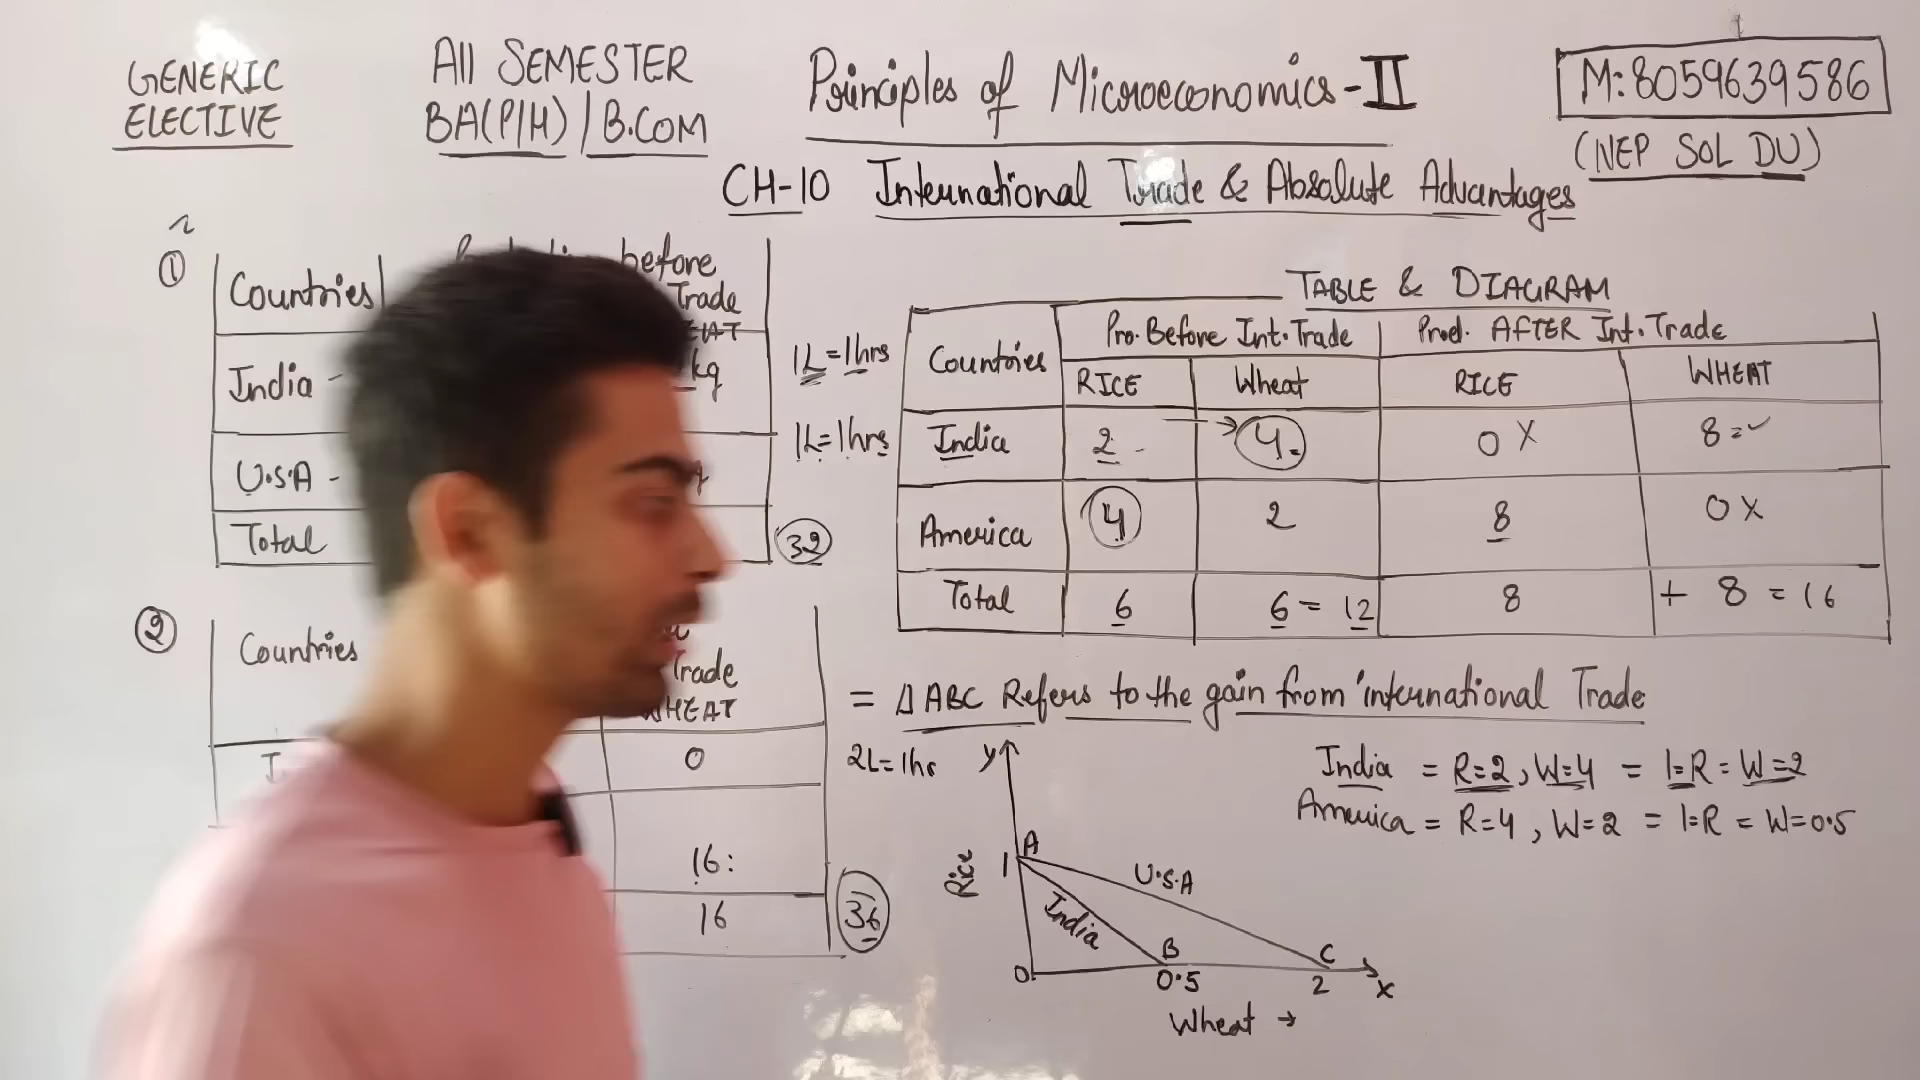 GENERIC
ELECTIVE
All SEMESTER
BA(P/H) / B.COM
Principles of Microeconomics-II
M:8059639586
(NEP SOL DU)
CH-10 International Trade & Absolute Advantages
①
Countries before
Trade
India - kg
U.S.A -
Total 32
1L=1hrs
1L=1hrs
TABLE & DIAGRAM
Countries Pro. Before Int. Trade Prod. AFTER Int. Trade
RICE Wheat RICE WHEAT
India 2 - → 4. 0 X 8 = ✓
America 4 2 8 0 X
Total 6 6 = 12 8 + 8 = 16
②
Countries Trade
WHEAT
0
16:
16 36
2L=1hr
= Δ ABC Refers to the gain from international Trade
India = R=2, W=4 = 1=R = W=2
America = R=4, W=2 = 1=R = W=0.5
y
A
1
Rice
U.S.A
India
B C
0 0.5 2 x
Wheat →